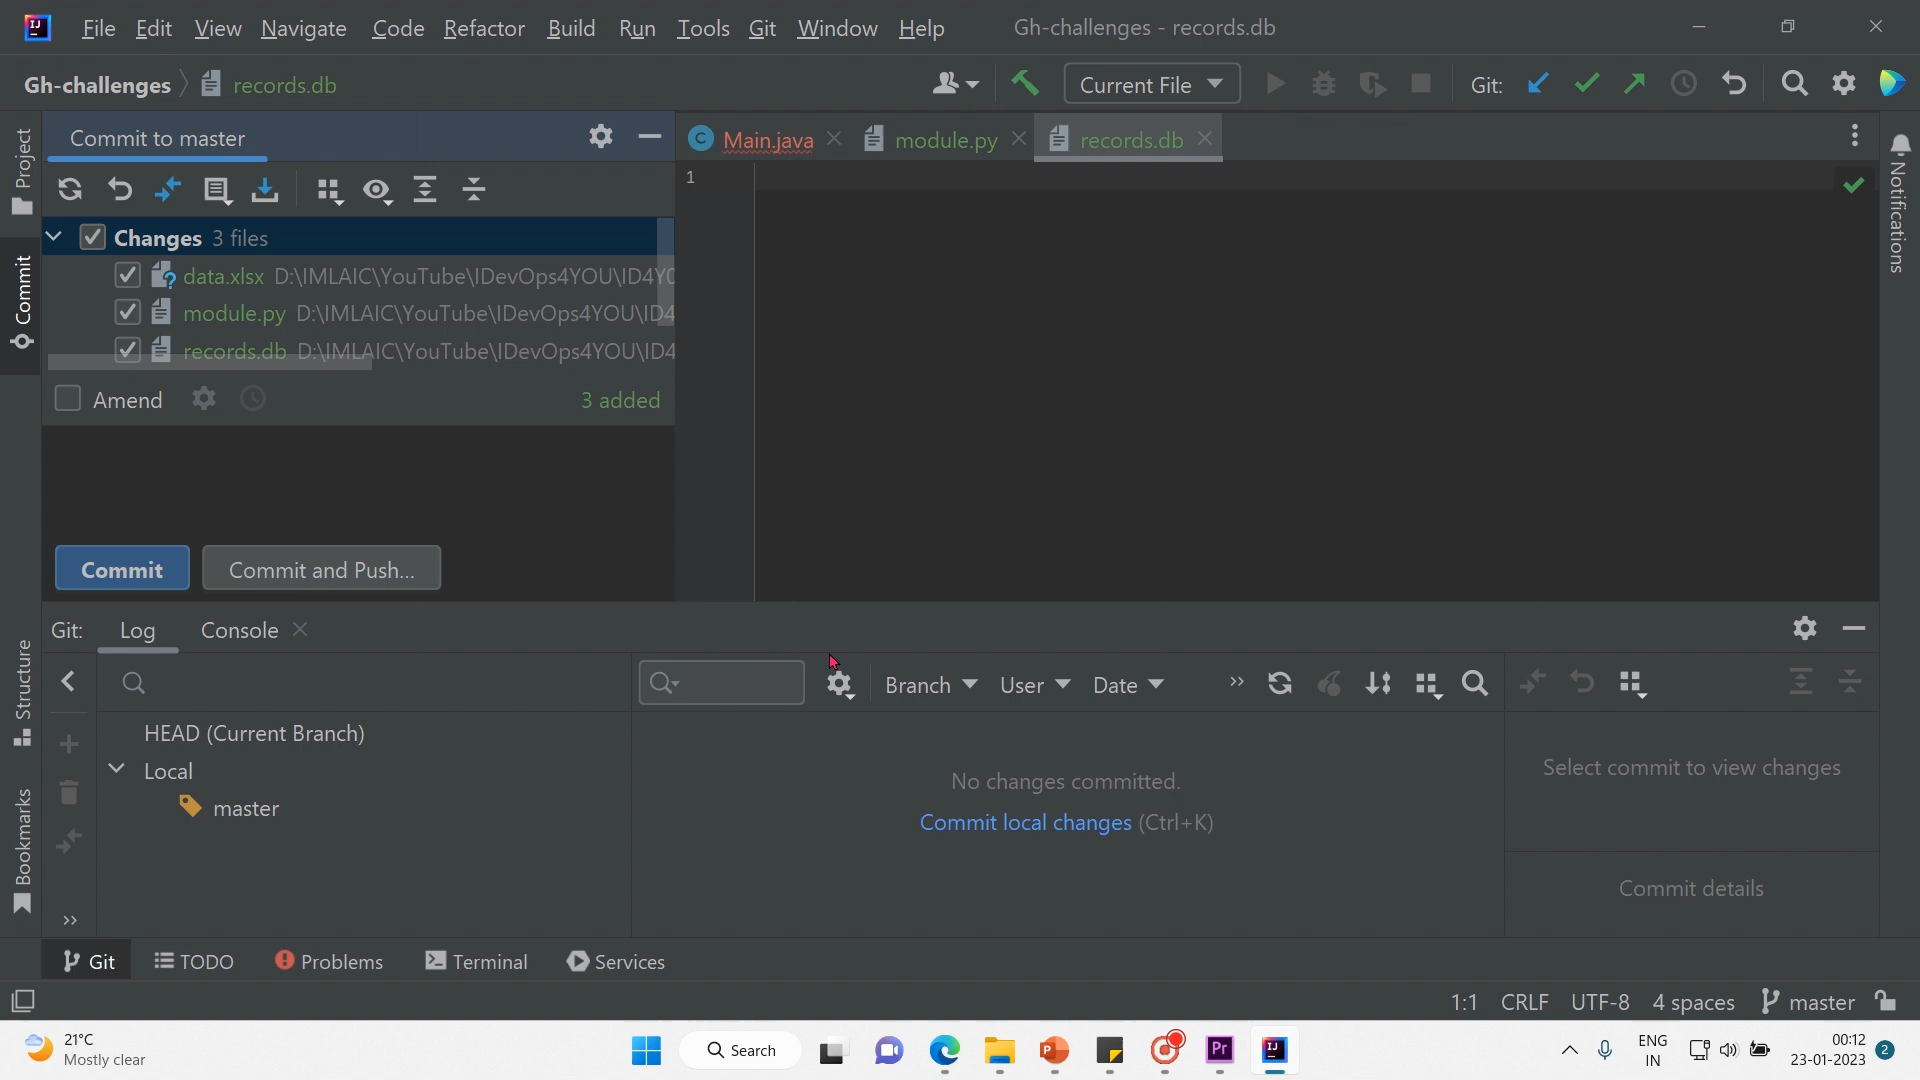 IJ File Edit View Navigate Code Refactor Build Run Tools Git Window Help Gh-challenges - records.db
Gh-challenges records.db Current File Git:
Project
Commit
Structure
Bookmarks
Commit to master
Changes 3 files
data.xlsx D:\IMLAIC\YouTube\IDevOps4YOU\ID4Y
module.py D:\IMLAIC\YouTube\IDevOps4YOU\ID4
records.db D:\IMLAIC\YouTube\IDevOps4YOU\ID4
Amend 3 added
Commit Commit and Push...
C Main.java module.py records.db
1
Notifications
Git: Log Console
Branch User Date
HEAD (Current Branch)
Local
master
No changes committed.
Commit local changes (Ctrl+K)
Select commit to view changes
Commit details
Git TODO Problems Terminal Services
1:1 CRLF UTF-8 4 spaces master
21°C
Mostly clear
Search
P
Pr
IJ
ENG
IN
00:12
23-01-2023
2